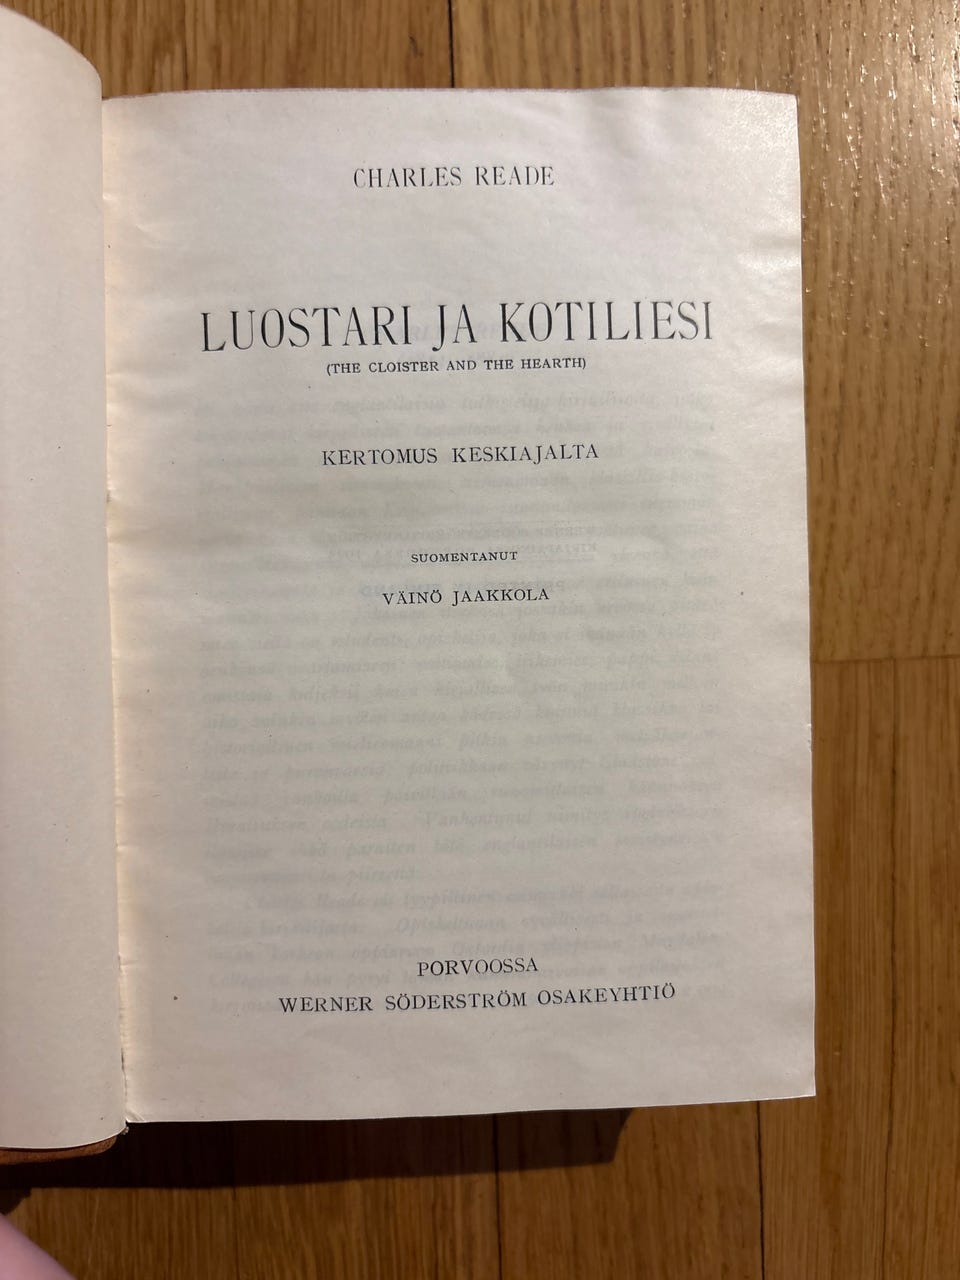 CHARLES READE
LUOSTARI JA KOTILIESI
(THE CLOISTER AND THE HEARTH)
KERTOMUS KESKIAJALTA
SUOMENTANUT
VÄINÖ JAAKKOLA
PORVOOSSA
WERNER SÖDERSTRÖM OSAKEYHTIÖ